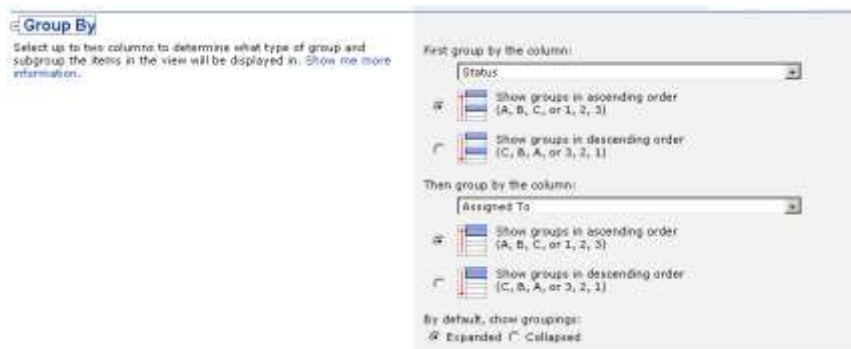 Group By
Select up to two columns to determine what type of group and
subgroup the items in the view will be displayed in. Show me more
information.
First group by the column:
Status
Show groups in ascending order
(A, B, C, or 1, 2, 3)
Show groups in descending order
(C, B, A, or 3, 2, 1)
Then group by the column:
Assigned To
Show groups in ascending order
(A, B, C, or 1, 2, 3)
Show groups in descending order
(C, B, A, or 3, 2, 1)
By default, show groupings:
Expanded Collapsed